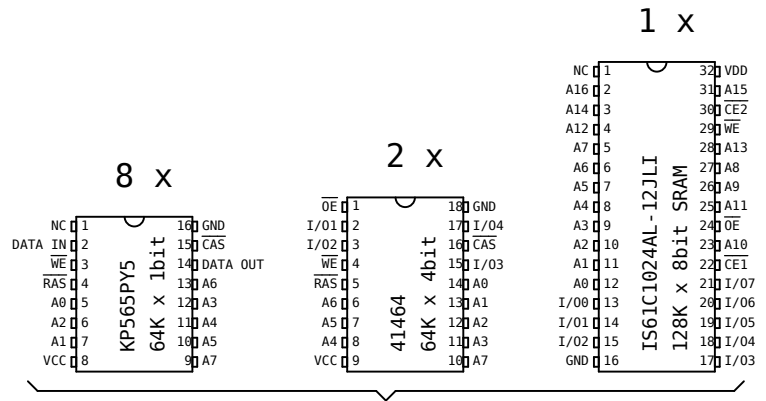 8 x
NC 1 16 GND
DATA IN 2 15 CAS
WE 3 14 DATA OUT
RAS 4 13 A6
A0 5 12 A3
A2 6 11 A4
A1 7 10 A5
VCC 8 9 A7
KP565PY5
64K x 1bit
2 x
OE 1 18 GND
I/O1 2 17 I/O4
I/O2 3 16 CAS
WE 4 15 I/O3
RAS 5 14 A0
A6 6 13 A1
A5 7 12 A2
A4 8 11 A3
VCC 9 10 A7
41464
64K x 4bit
1 x
NC 1 32 VDD
A16 2 31 A15
A14 3 30 CE2
A12 4 29 WE
A7 5 28 A13
A6 6 27 A8
A5 7 26 A9
A4 8 25 A11
A3 9 24 OE
A2 10 23 A10
A1 11 22 CE1
A0 12 21 I/O7
I/O0 13 20 I/O6
I/O1 14 19 I/O5
I/O2 15 18 I/O4
GND 16 17 I/O3
IS61C1024AL-12JLI
128K x 8bit SRAM